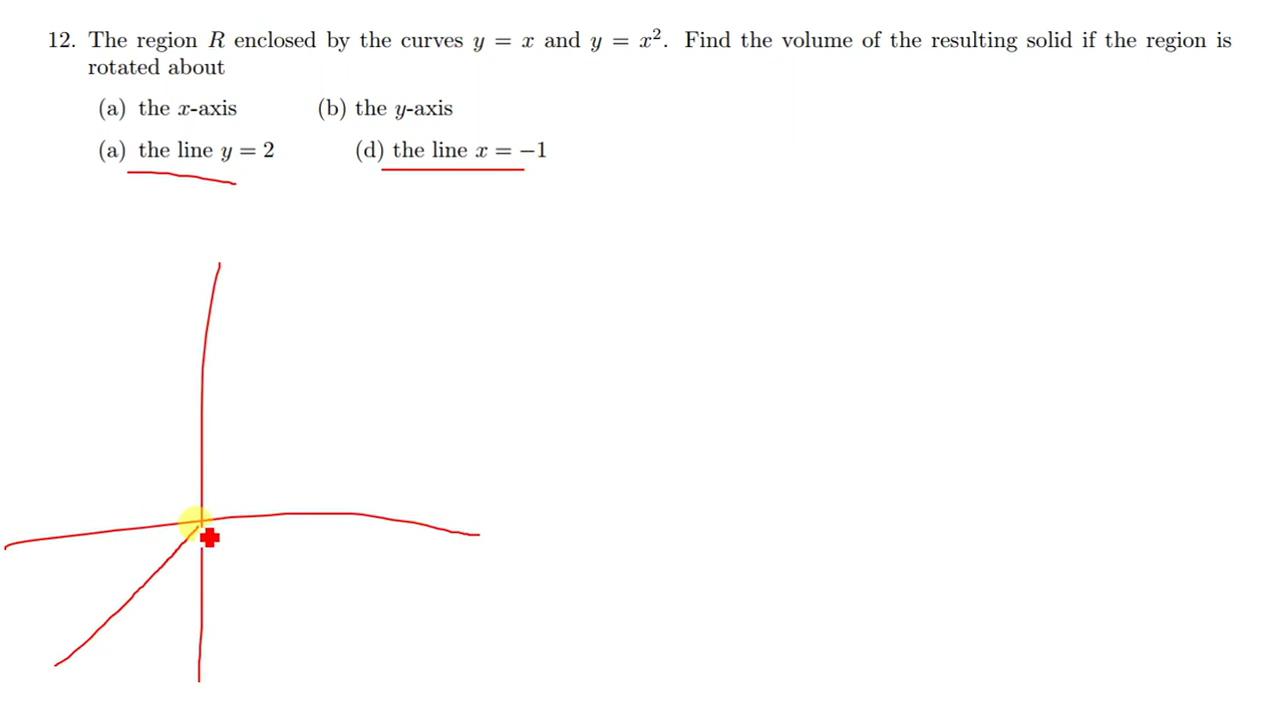 12. The region R enclosed by the curves y = x and y = x². Find the volume of the resulting solid if the region is
rotated about
(a) the x-axis (b) the y-axis
(a) the line y = 2 (d) the line x = −1